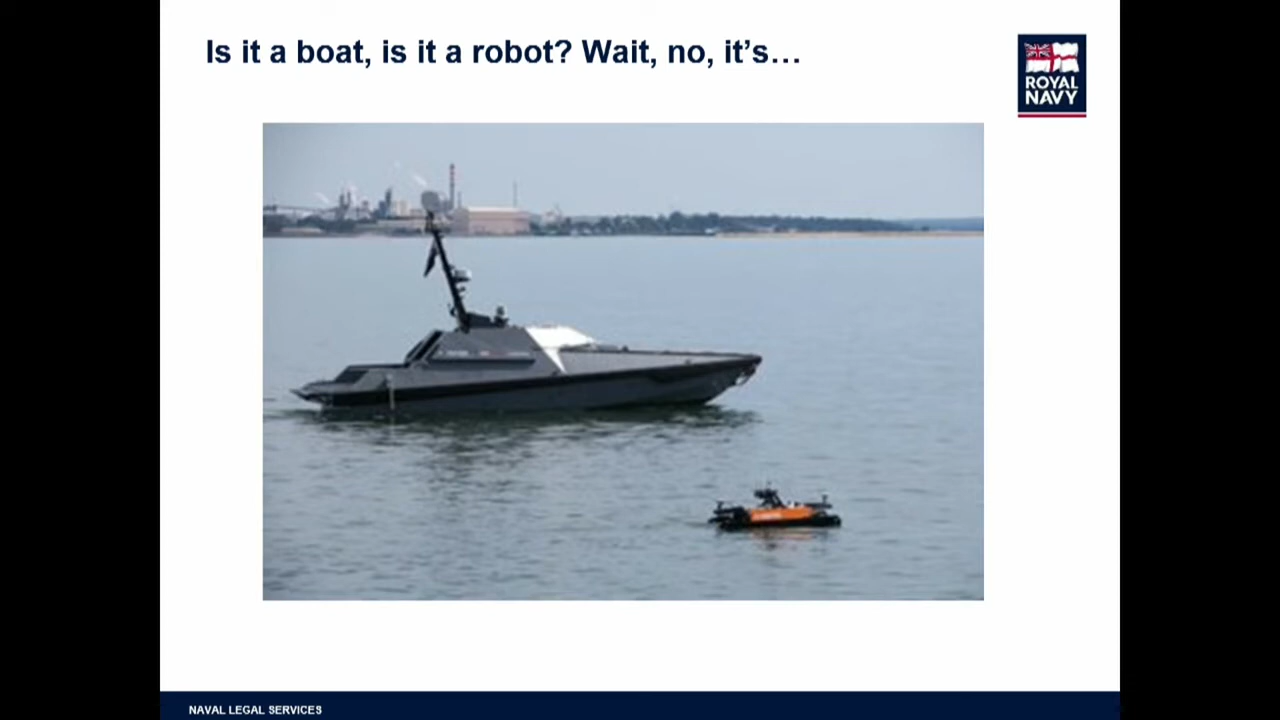 Is it a boat, is it a robot? Wait, no, it's…
ROYAL
NAVY
NAVAL LEGAL SERVICES